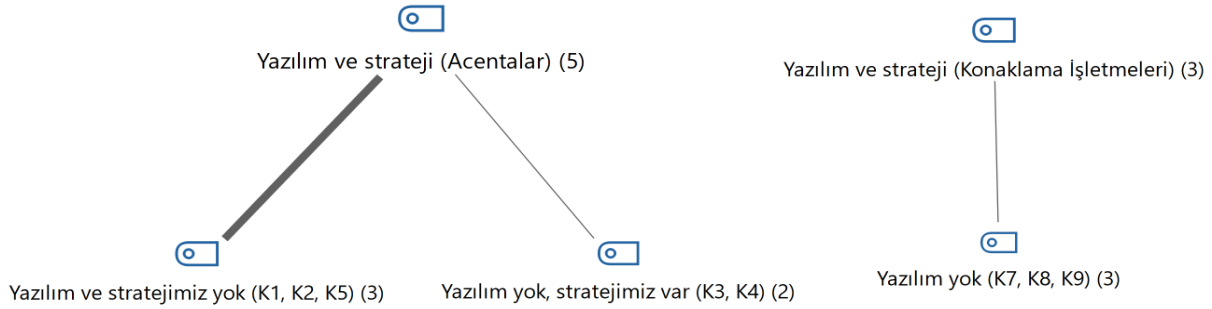 Yazılım ve strateji (Acentalar) (5)
Yazılım ve strateji (Konaklama İşletmeleri) (3)
Yazılım ve stratejimiz yok (K1, K2, K5) (3)
Yazılım yok, stratejimiz var (K3, K4) (2)
Yazılım yok (K7, K8, K9) (3)